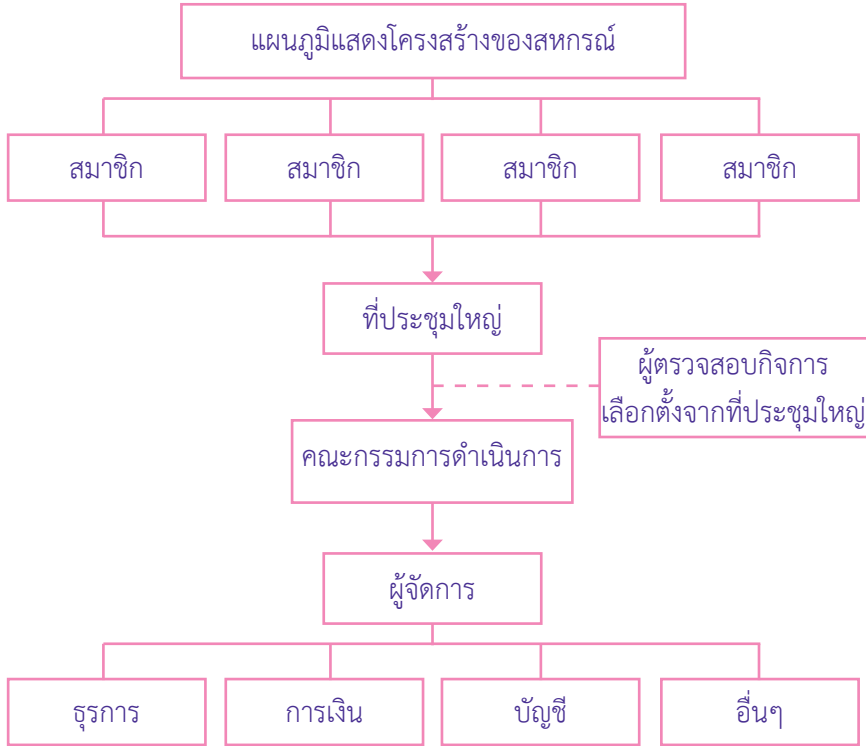 แผนภูมิแสดงโครงสร้างของสหกรณ์
สมาชิก
สมาชิก
สมาชิก
สมาชิก
ที่ประชุมใหญ่
ผู้ตรวจสอบกิจการ
เลือกตั้งจากที่ประชุมใหญ่
คณะกรรมการดำเนินการ
ผู้จัดการ
ธุรการ
การเงิน
บัญชี
อื่นๆ